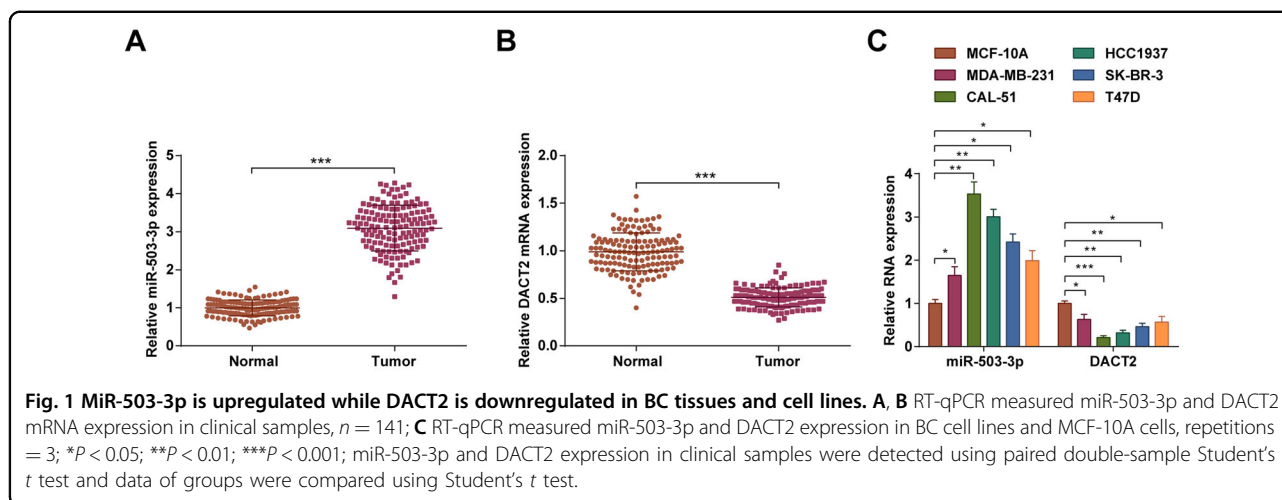 A
B
C
MCF-10A
MDA-MB-231
CAL-51
HCC1937
SK-BR-3
T47D
Relative miR-503-3p expression
5
4
3
2
1
0
***
Normal
Tumor
Relative DACT2 mRNA expression
2.0
1.5
1.0
0.5
0.0
***
Normal
Tumor
Relative RNA expression
4
3
2
1
0
*
*
**
**
*
*
**
**
***
*
miR-503-3p
DACT2
Fig. 1 MiR-503-3p is upregulated while DACT2 is downregulated in BC tissues and cell lines. A, B RT-qPCR measured miR-503-3p and DACT2
mRNA expression in clinical samples, n = 141; C RT-qPCR measured miR-503-3p and DACT2 expression in BC cell lines and MCF-10A cells, repetitions
= 3; *P < 0.05; **P < 0.01; ***P < 0.001; miR-503-3p and DACT2 expression in clinical samples were detected using paired double-sample Student’s
t test and data of groups were compared using Student’s t test.